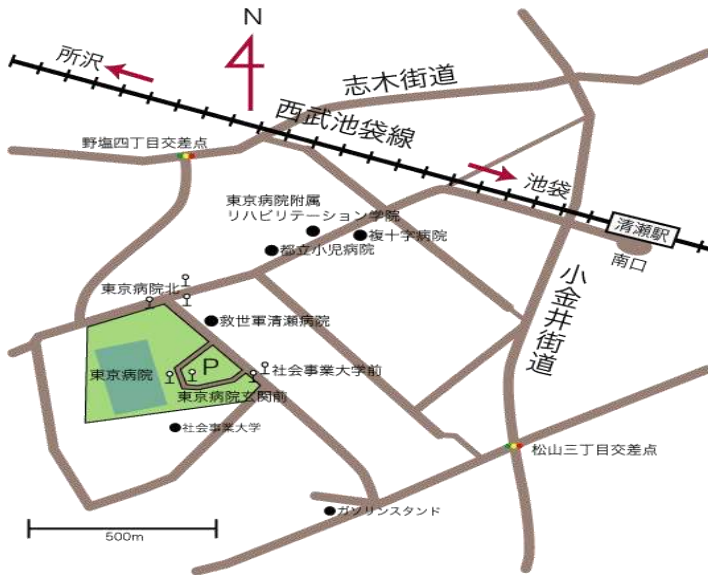 N
所沢
志木街道
西武池袋線
野塩四丁目交差点
池袋
東京病院附属
リハビリテーション学院
清瀬駅
複十字病院
都立小児病院
南口
東京病院北
小金井街道
救世軍清瀬病院
P
社会事業大学前
東京病院
東京病院玄関前
社会事業大学
松山三丁目交差点
ガソリンスタンド
500m